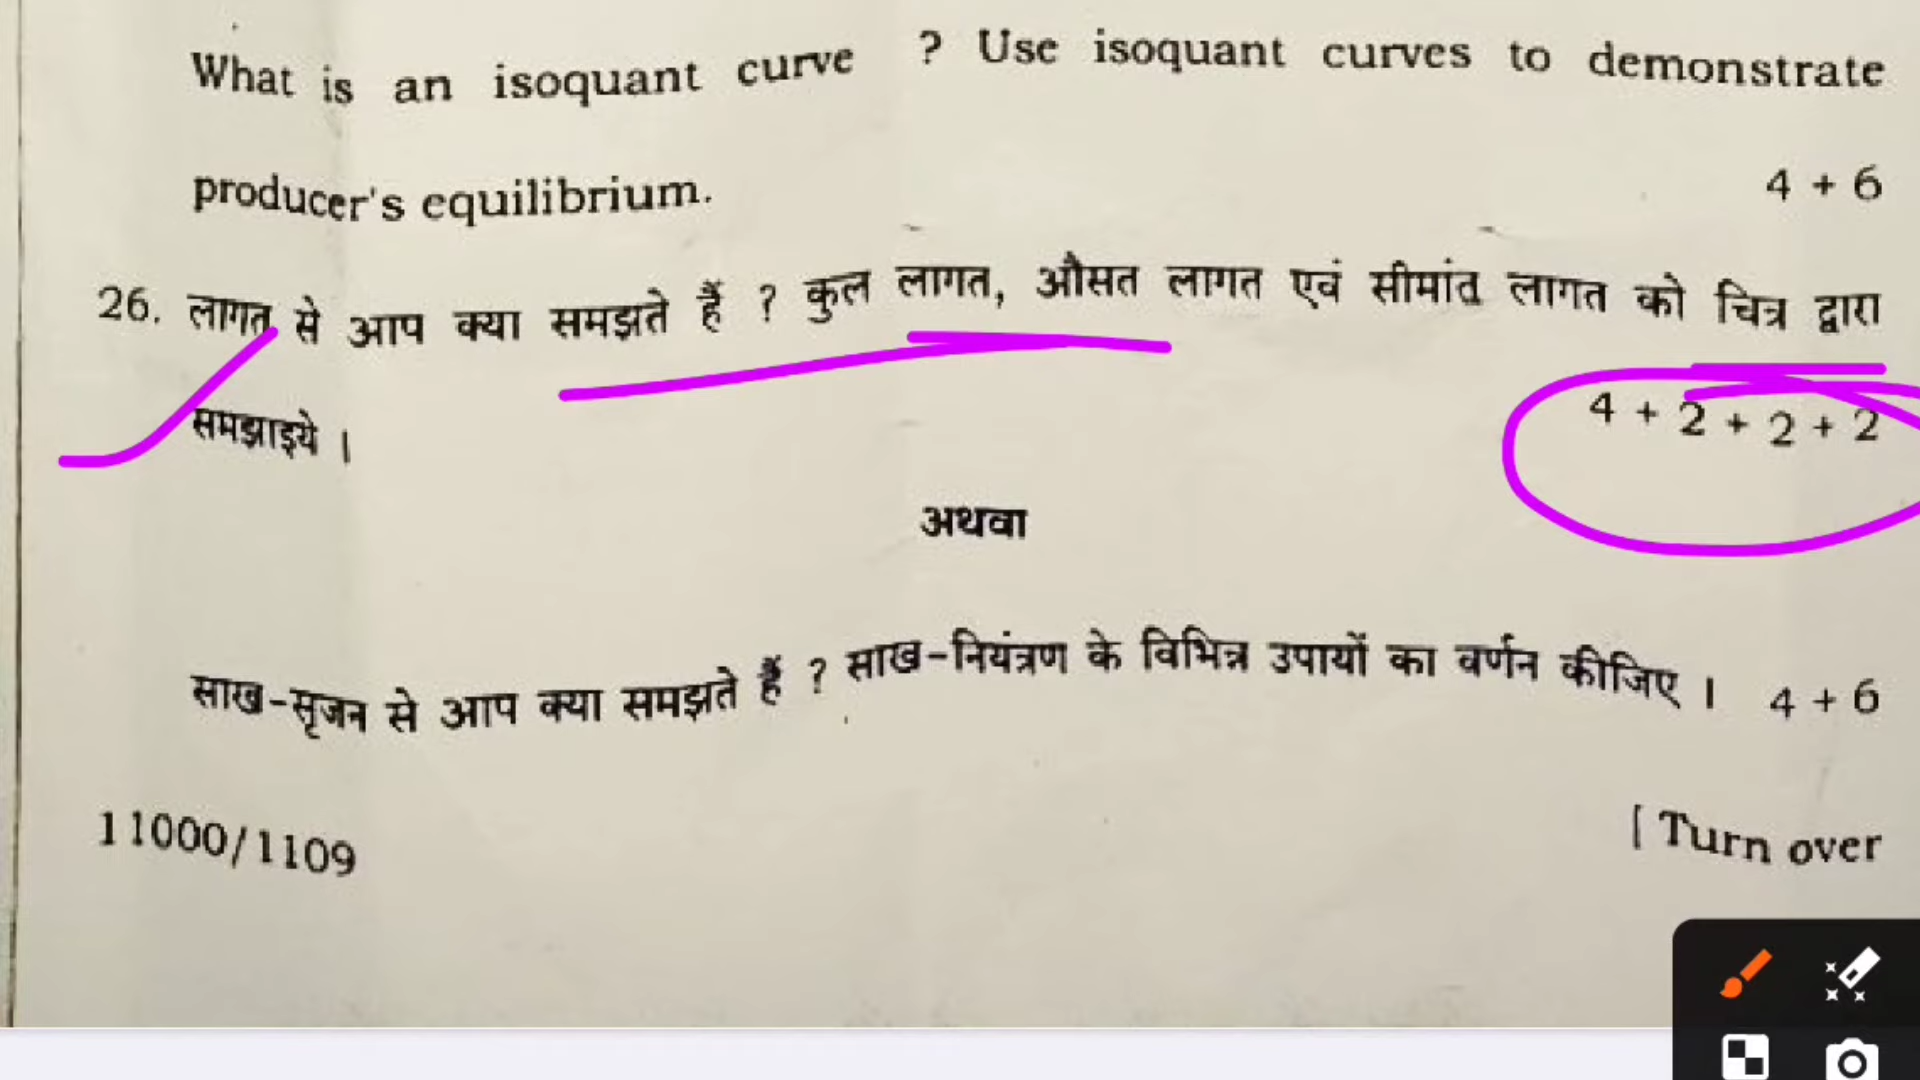 What is an isoquant curve ? Use isoquant curves to demonstrate
producer's equilibrium. 4 + 6
26. लागत से आप क्या समझते हैं ? कुल लागत, औसत लागत एवं सीमांत लागत को चित्र द्वारा
समझाइये । 4 + 2 + 2 + 2
अथवा
साख-सृजन से आप क्या समझते हैं ? साख-नियंत्रण के विभिन्न उपायों का वर्णन कीजिए । 4 + 6
11000/1109 [ Turn over